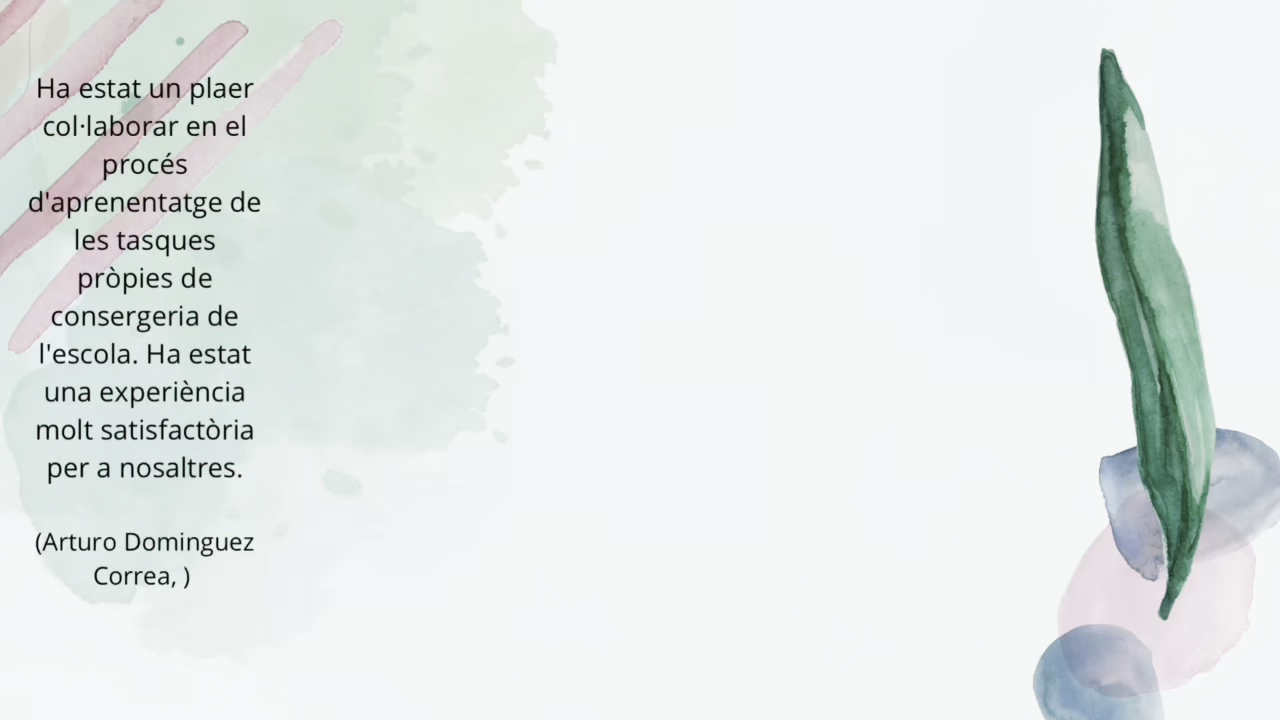 Ha estat un plaer
col·laborar en el
procés
d'aprenentatge de
les tasques
pròpies de
consergeria de
l'escola. Ha estat
una experiència
molt satisfactòria
per a nosaltres.
(Arturo Dominguez
Correa, )